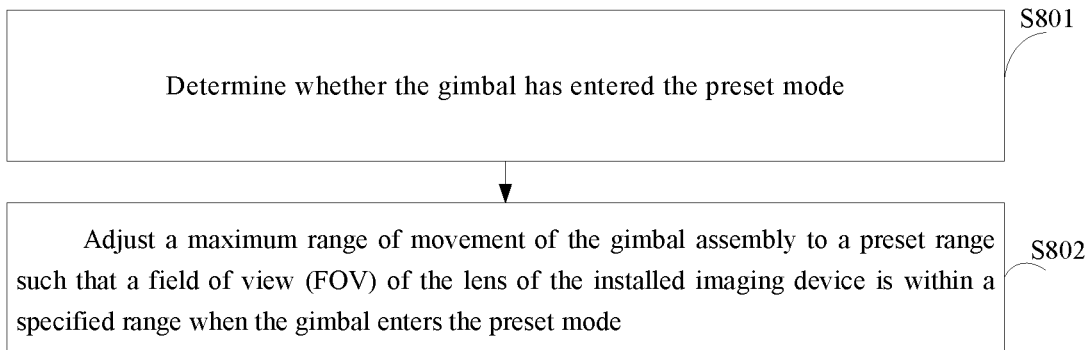 S801
Determine whether the gimbal has entered the preset mode
Adjust a maximum range of movement of the gimbal assembly to a preset range
such that a field of view (FOV) of the lens of the installed imaging device is within a
specified range when the gimbal enters the preset mode
S802